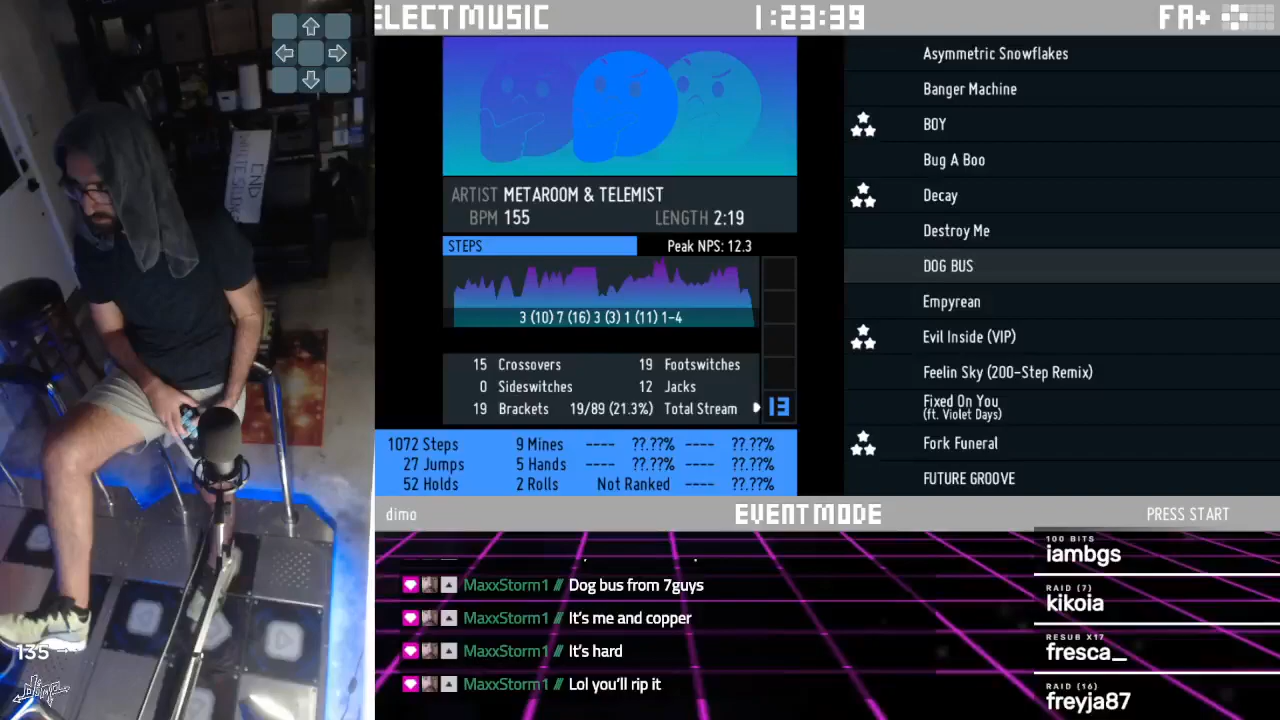 ELECT MUSIC
1:23:39
FA+
ARTIST METAROOM & TELEMIST
BPM 155 LENGTH 2:19
STEPS Peak NPS: 12.3
3 (10) 7 (16) 3 (3) 1 (11) 1-4
15 Crossovers 19 Footswitches
0 Sideswitches 12 Jacks
19 Brackets 19/89 (21.3%) Total Stream 13
1072 Steps 9 Mines ---- ??.??% ---- ??.??%
27 Jumps 5 Hands ---- ??.??% ---- ??.??%
52 Holds 2 Rolls Not Ranked ---- ??.??%
Asymmetric Snowflakes
Banger Machine
BOY
Bug A Boo
Decay
Destroy Me
DOG BUS
Empyrean
Evil Inside (VIP)
Feelin Sky (200-Step Remix)
Fixed On You
(ft. Violet Days)
Fork Funeral
FUTURE GROOVE
dimo
EVENT MODE
PRESS START
MaxxStorm1 // Dog bus from 7guys
MaxxStorm1 // It's me and copper
MaxxStorm1 // It's hard
MaxxStorm1 // Lol you'll rip it
100 BITS
iambgs
RAID (7)
kikoia
RESUB X17
fresca_
RAID (16)
freyja87
END
WHITE SILENCE
135